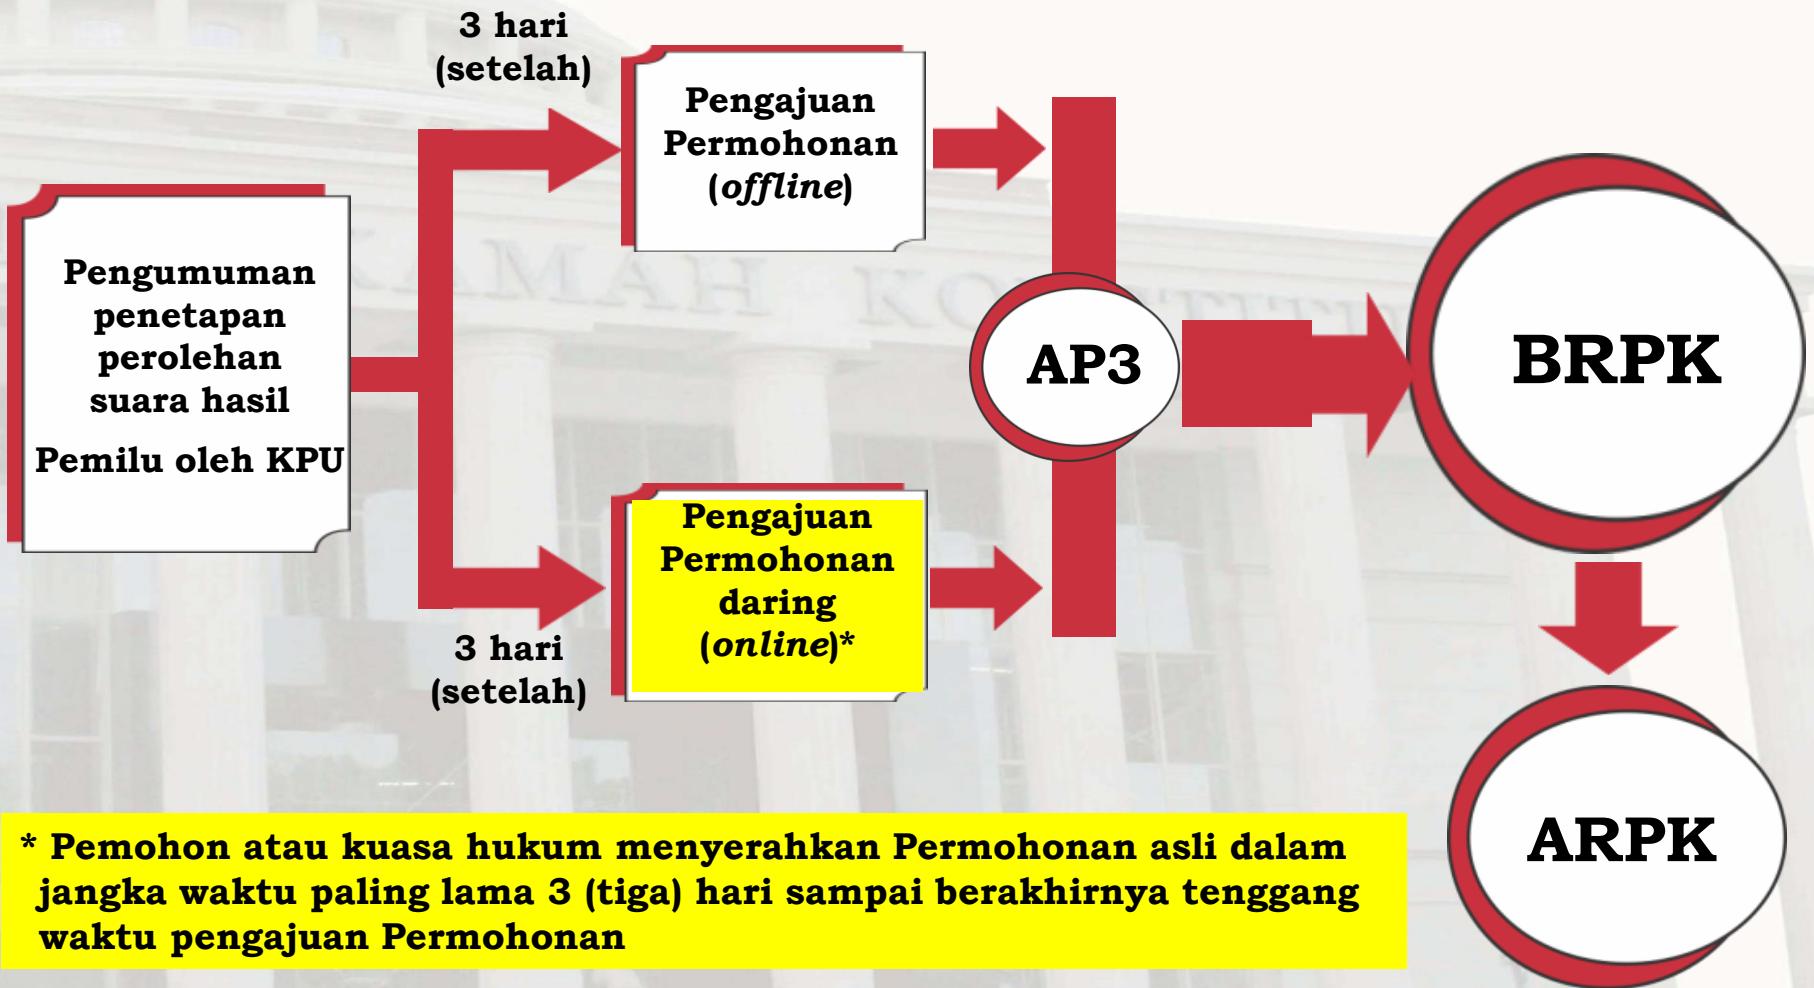 3 hari
(setelah)
Pengajuan
Permohonan
(offline)
Pengumuman
penetapan
perolehan
suara hasil
Pemilu oleh KPU
AP3
BRPK
Pengajuan
Permohonan
daring
(online)*
3 hari
(setelah)
ARPK
* Pemohon atau kuasa hukum menyerahkan Permohonan asli dalam
jangka waktu paling lama 3 (tiga) hari sampai berakhirnya tenggang
waktu pengajuan Permohonan